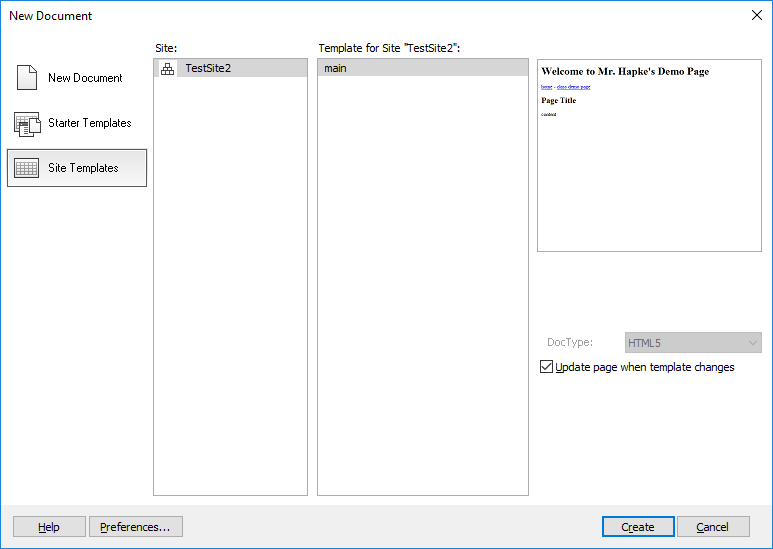 New Document
Site:
Template for Site "TestSite2":
New Document
Starter Templates
Site Templates
TestSite2
main
Welcome to Mr. Hapke's Demo Page
home - class demo page
Page Title
content
DocType:
HTML5
Update page when template changes
Help
Preferences...
Create
Cancel